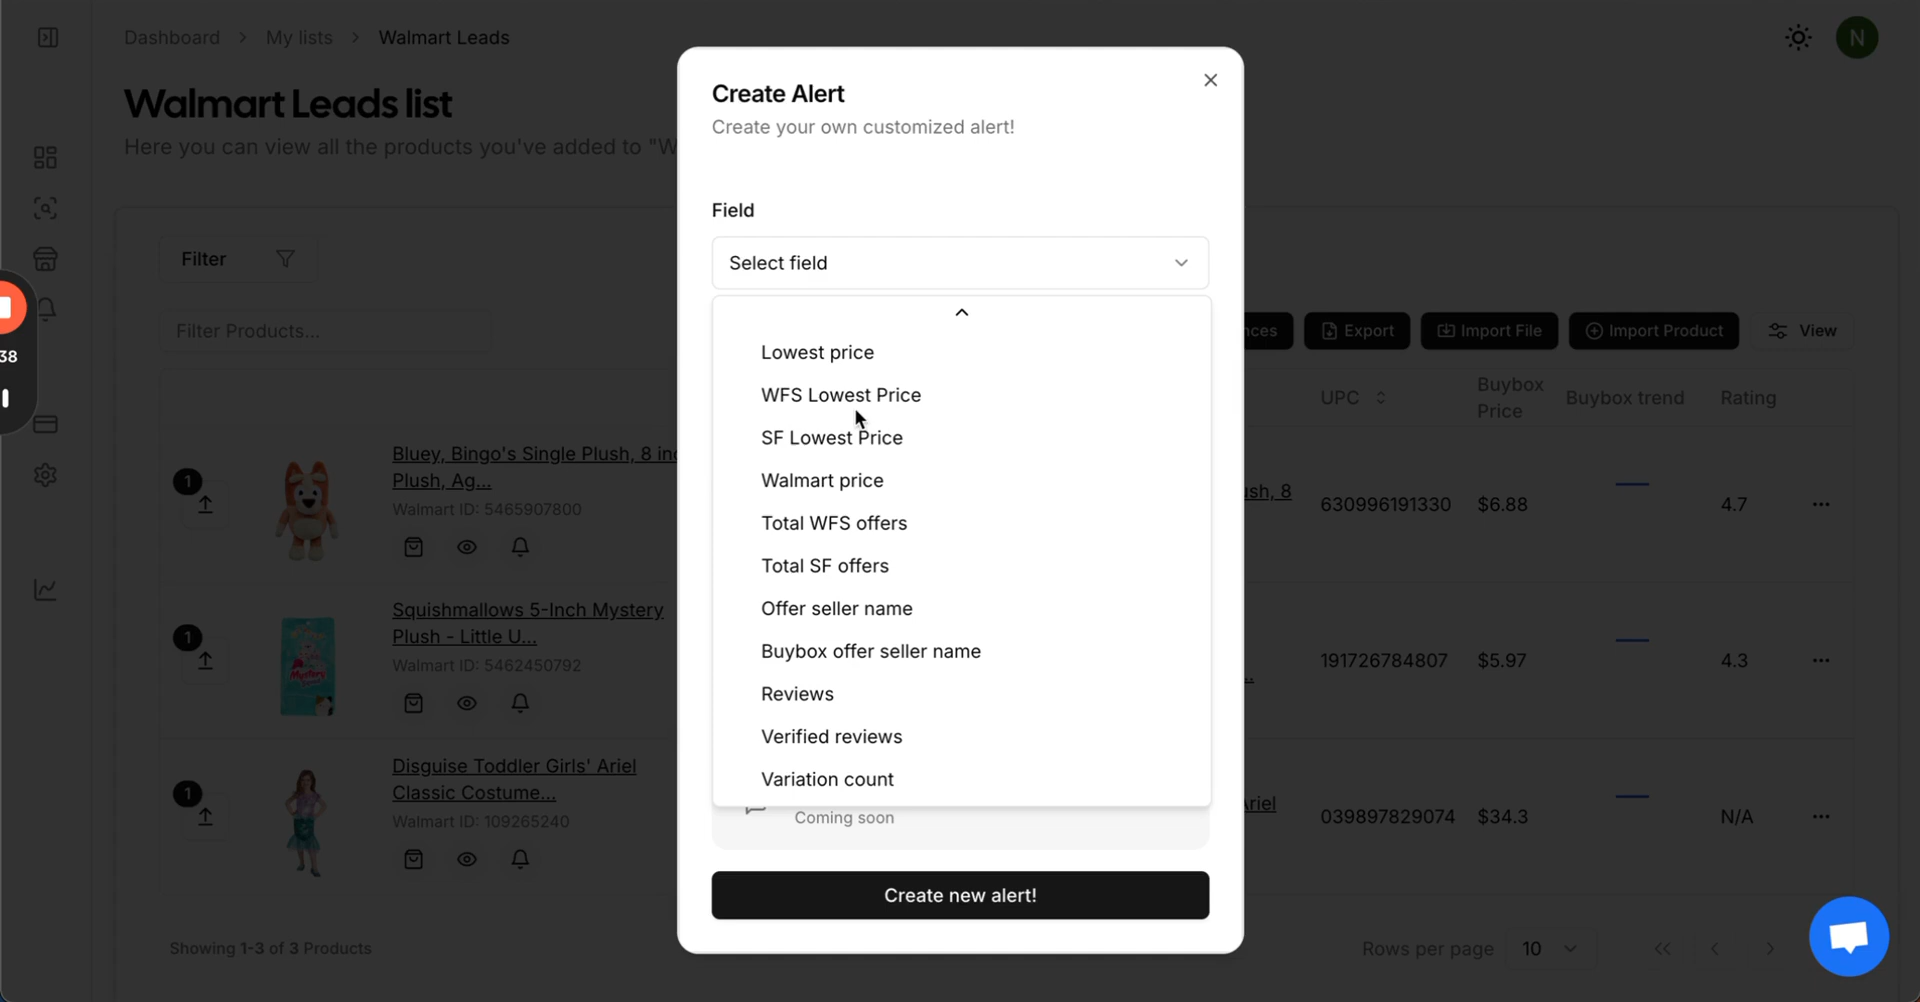 Dashboard > My lists > Walmart Leads
N
Walmart Leads list
Here you can view all the products you've added to "W
Filter
Filter Products...
38
nces
Export
Import File
Import Product
View
UPC
Buybox
Price
Buybox trend
Rating
1
Bluey, Bingo's Single Plush, 8 inc
Plush, Ag...
Walmart ID: 5465907800
ush, 8
630996191330
$6.88
4.7
1
Squishmallows 5-Inch Mystery
Plush - Little U...
Walmart ID: 5462450792
191726784807
$5.97
4.3
1
Disguise Toddler Girls' Ariel
Classic Costume...
Walmart ID: 109265240
Ariel
039897829074
$34.3
N/A
Showing 1-3 of 3 Products
Rows per page
10
Create Alert
Create your own customized alert!
Field
Select field
Lowest price
WFS Lowest Price
SF Lowest Price
Walmart price
Total WFS offers
Total SF offers
Offer seller name
Buybox offer seller name
Reviews
Verified reviews
Variation count
Coming soon
Create new alert!